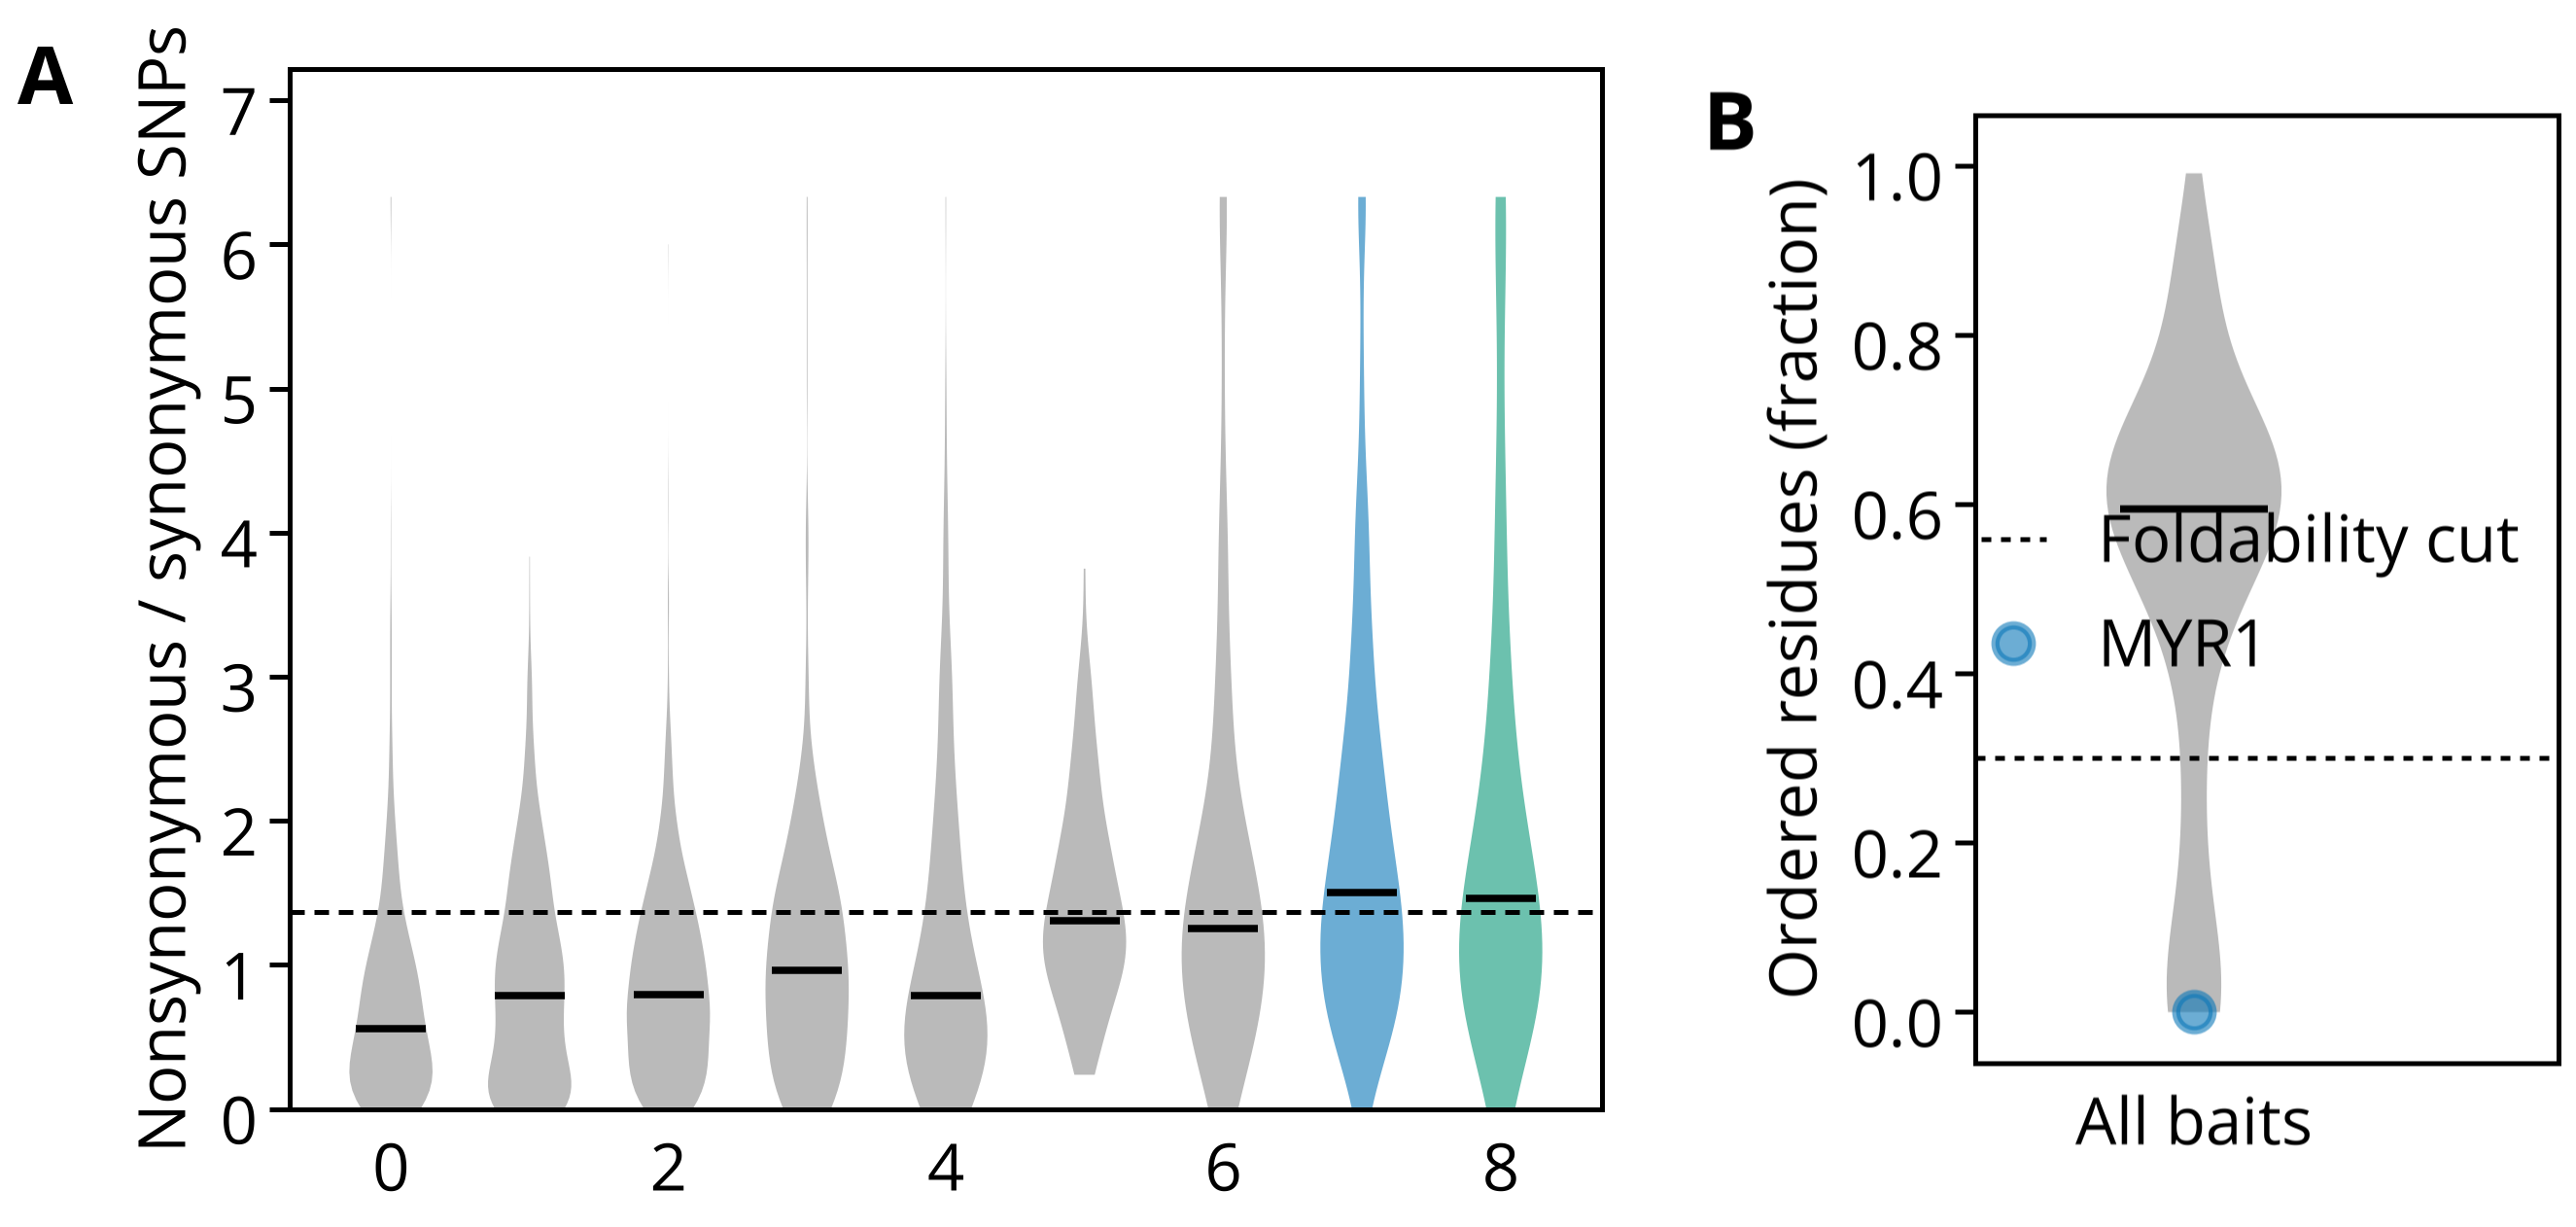 A
Nonsynonymous / synonymous SNPs
7
6
5
4
3
2
1
0
0 2 4 6 8
B
Ordered residues (fraction)
1.0
0.8
0.6
0.4
0.2
0.0
Foldability cut
MYR1
All baits